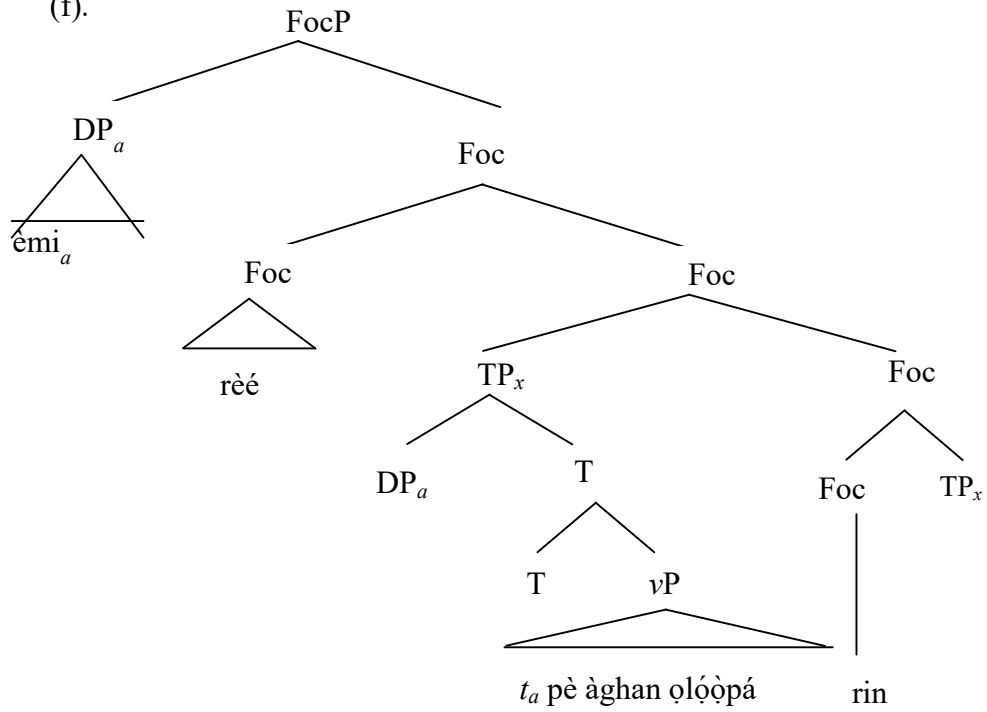 (f).
FocP
DPₐ
Foc
èmiₐ
Foc
Foc
rèé
TPₓ
Foc
DPₐ
T
Foc
TPₓ
T
vP
tₐ pè àghan ọlọ́ọ̀pá
rin